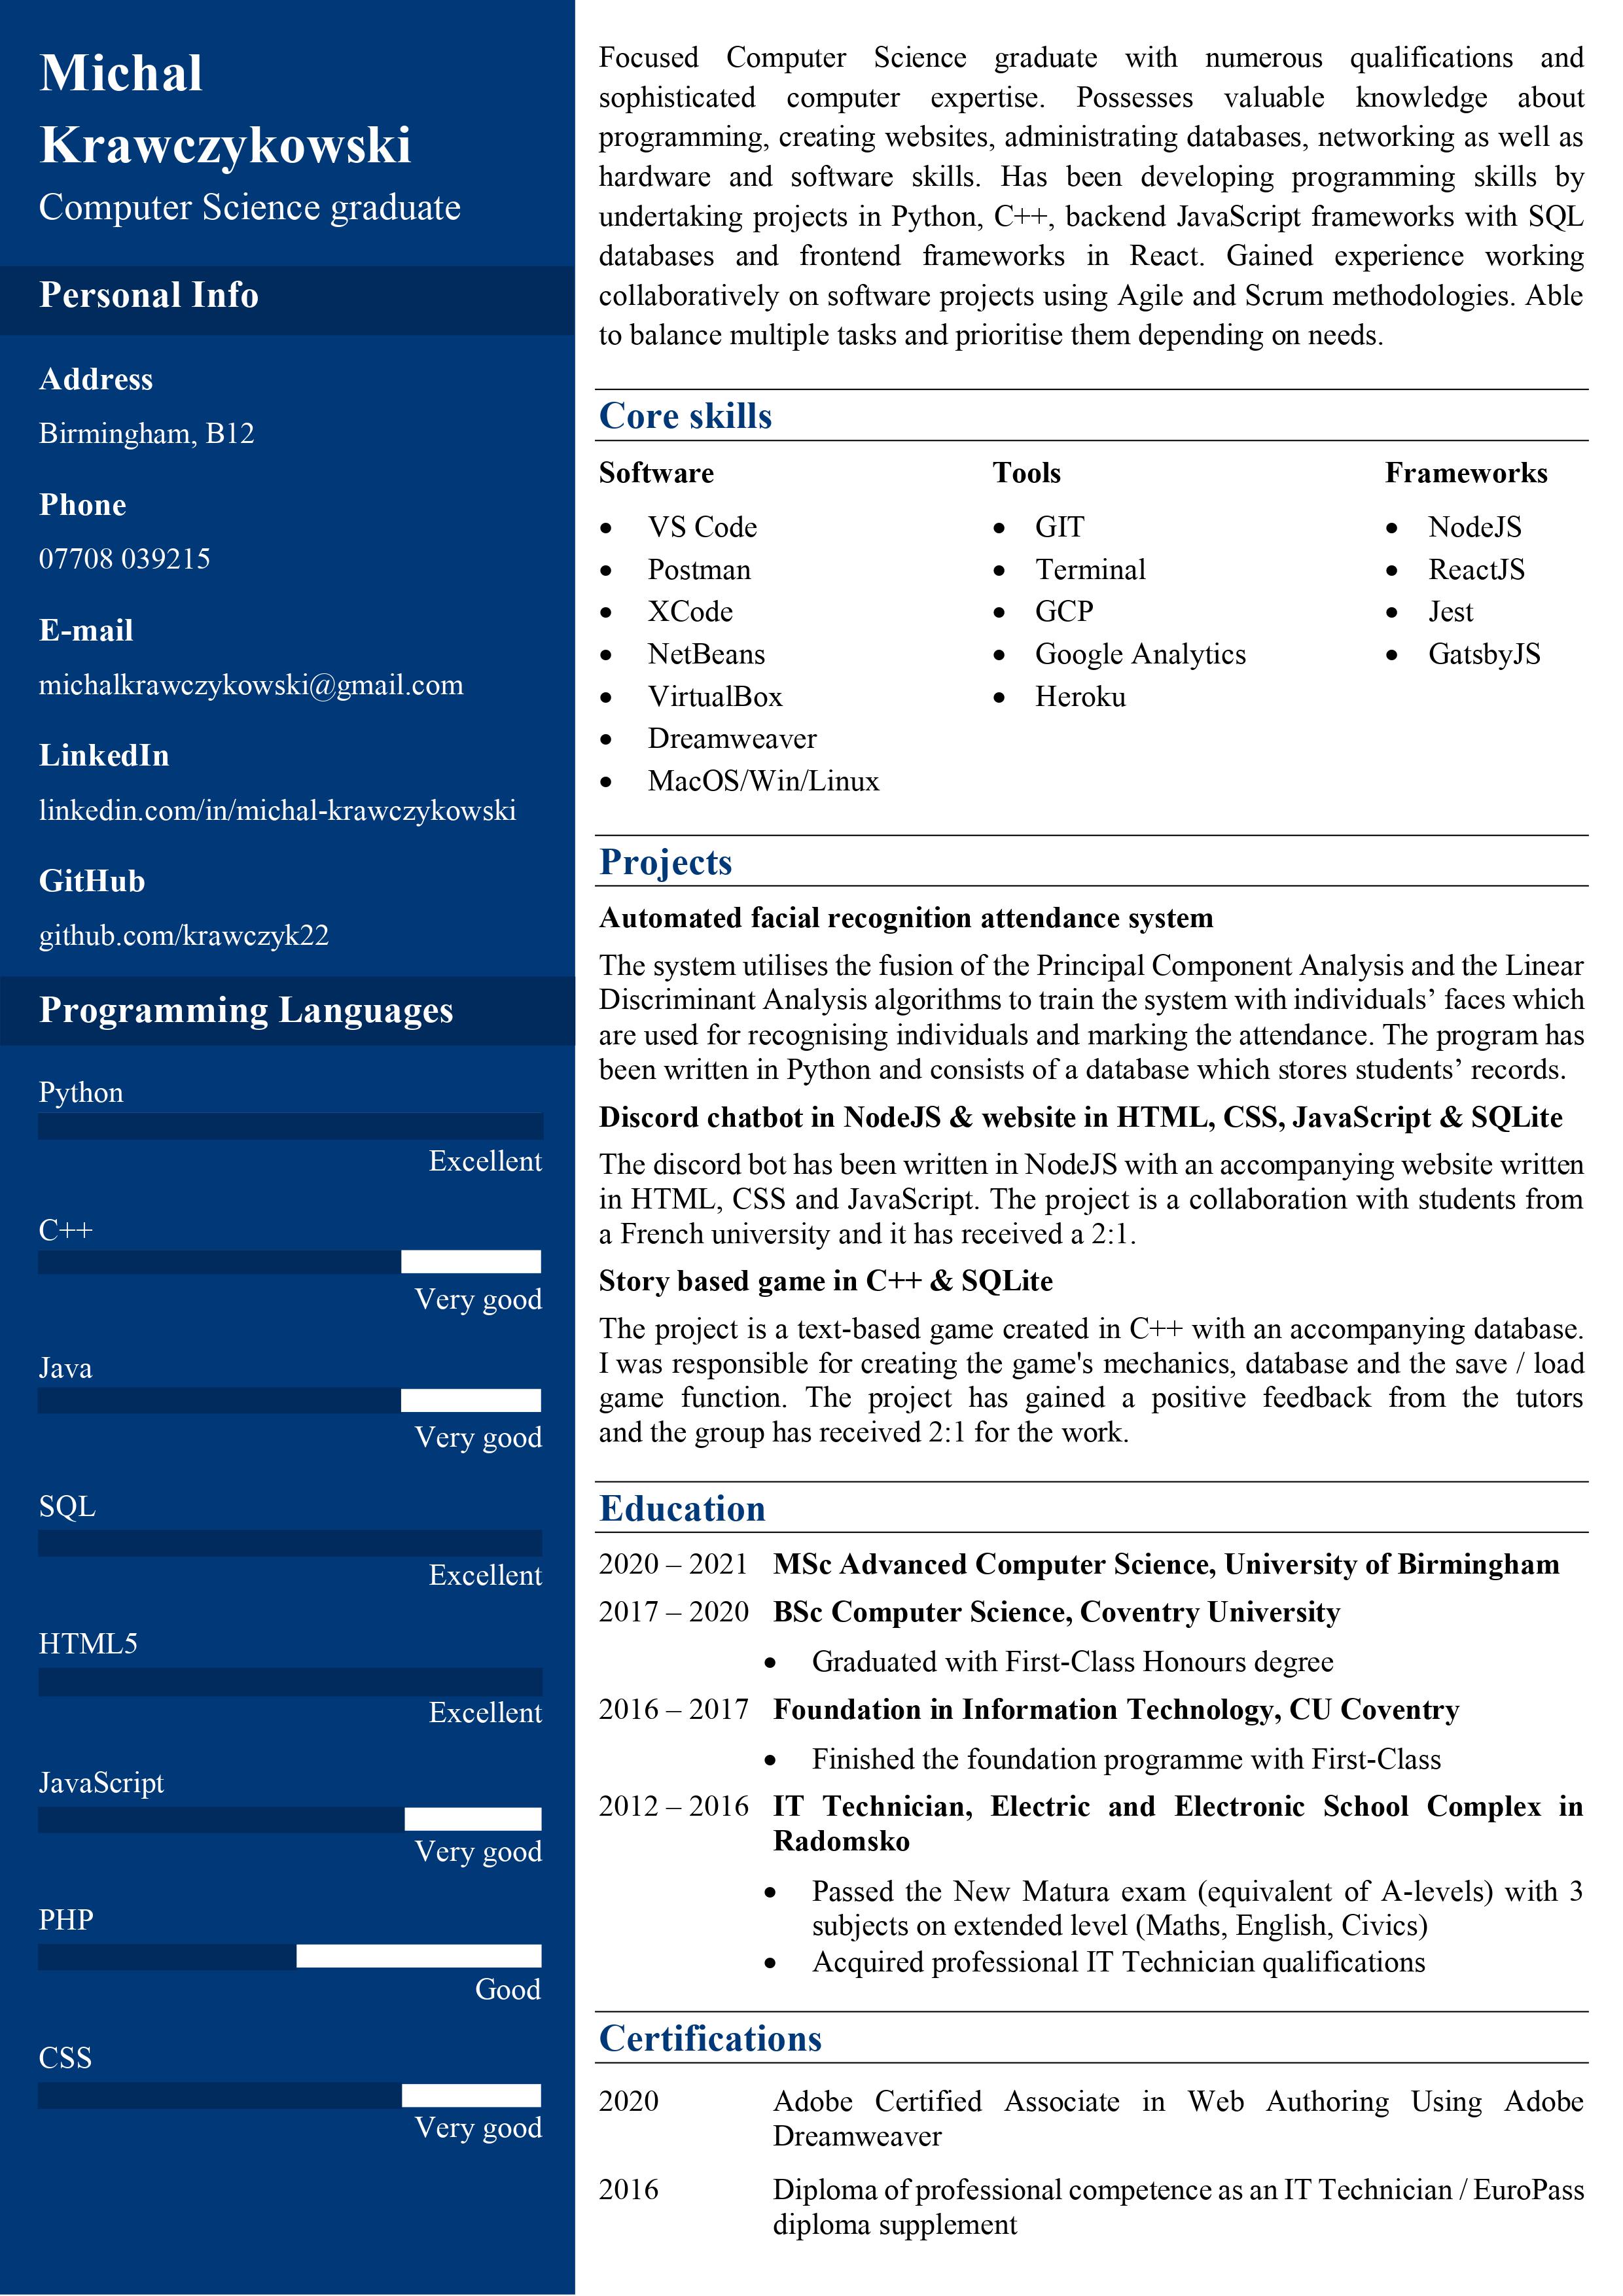 Michal
Krawczykowski
Computer Science graduate
Personal Info
Address
Birmingham, B12
Phone
07708 039215
E-mail
michalkrawczykowski@gmail.com
LinkedIn
linkedin.com/in/michal-krawczykowski
GitHub
github.com/krawczyk22
Programming Languages
Python
Excellent
C++
Very good
Java
Very good
SQL
Excellent
HTML5
Excellent
JavaScript
Very good
PHP
Good
CSS
Very good
Focused Computer Science graduate with numerous qualifications and
sophisticated computer expertise. Possesses valuable knowledge about
programming, creating websites, administrating databases, networking as well as
hardware and software skills. Has been developing programming skills by
undertaking projects in Python, C++, backend JavaScript frameworks with SQL
databases and frontend frameworks in React. Gained experience working
collaboratively on software projects using Agile and Scrum methodologies. Able
to balance multiple tasks and prioritise them depending on needs.
Core skills
Software
• VS Code
• Postman
• XCode
• NetBeans
• VirtualBox
• Dreamweaver
• MacOS/Win/Linux
Tools
• GIT
• Terminal
• GCP
• Google Analytics
• Heroku
Frameworks
• NodeJS
• ReactJS
• Jest
• GatsbyJS
Projects
Automated facial recognition attendance system
The system utilises the fusion of the Principal Component Analysis and the Linear
Discriminant Analysis algorithms to train the system with individuals’ faces which
are used for recognising individuals and marking the attendance. The program has
been written in Python and consists of a database which stores students’ records.
Discord chatbot in NodeJS & website in HTML, CSS, JavaScript & SQLite
The discord bot has been written in NodeJS with an accompanying website written
in HTML, CSS and JavaScript. The project is a collaboration with students from
a French university and it has received a 2:1.
Story based game in C++ & SQLite
The project is a text-based game created in C++ with an accompanying database.
I was responsible for creating the game's mechanics, database and the save / load
game function. The project has gained a positive feedback from the tutors
and the group has received 2:1 for the work.
Education
2020 – 2021 MSc Advanced Computer Science, University of Birmingham
2017 – 2020 BSc Computer Science, Coventry University
• Graduated with First-Class Honours degree
2016 – 2017 Foundation in Information Technology, CU Coventry
• Finished the foundation programme with First-Class
2012 – 2016 IT Technician, Electric and Electronic School Complex in
Radomsko
• Passed the New Matura exam (equivalent of A-levels) with 3
subjects on extended level (Maths, English, Civics)
• Acquired professional IT Technician qualifications
Certifications
2020 Adobe Certified Associate in Web Authoring Using Adobe
Dreamweaver
2016 Diploma of professional competence as an IT Technician / EuroPass
diploma supplement